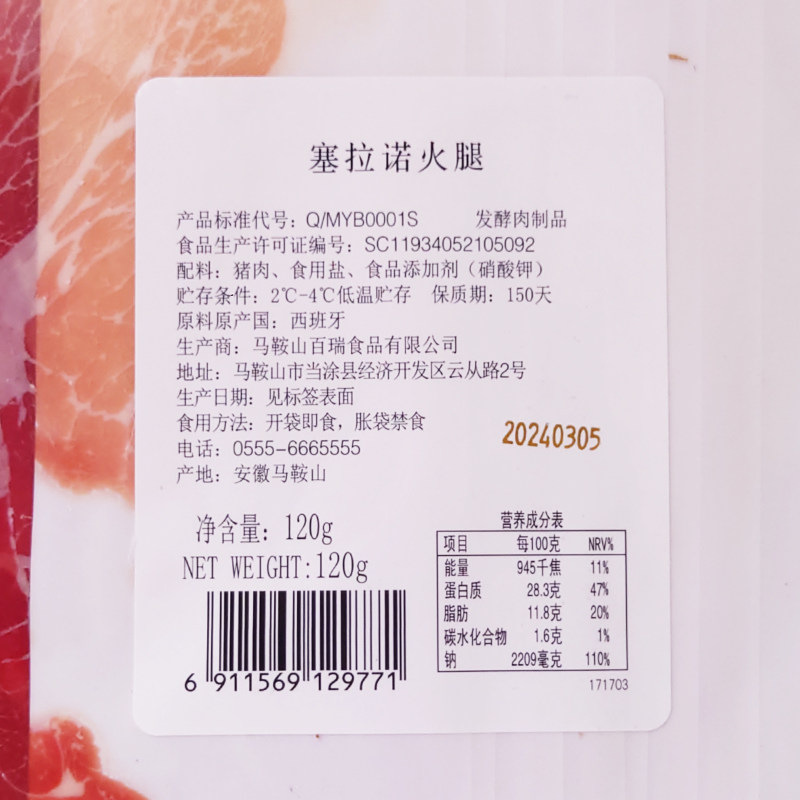 塞拉诺火腿
产品标准代号：Q/MYB0001S 发酵肉制品
食品生产许可证编号：SC11934052105092
配料：猪肉、食用盐、食品添加剂（硝酸钾）
贮存条件：2℃-4℃低温贮存 保质期：150天
原料原产国：西班牙
生产商：马鞍山百瑞食品有限公司
地址：马鞍山市当涂县经济开发区云从路2号
生产日期：见标签表面
食用方法：开袋即食，胀袋禁食
电话：0555-6665555
产地：安徽马鞍山
20240305
净含量：120g
NET WEIGHT:120g
6 911569 129771
营养成分表
项目 每100克 NRV%
能量 945千焦 11%
蛋白质 28.3克 47%
脂肪 11.8克 20%
碳水化合物 1.6克 1%
钠 2209毫克 110%
171703